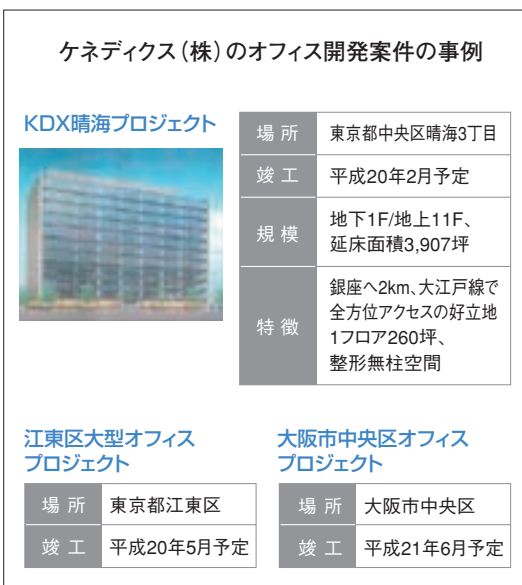 ケネディクス(株)のオフィス開発案件の事例
KDX晴海プロジェクト
場所 東京都中央区晴海3丁目
竣工 平成20年2月予定
規模 地下1F/地上11F、
延床面積3,907坪
特徴 銀座へ2km、大江戸線で
全方位アクセスの好立地
1フロア260坪、
整形無柱空間
江東区大型オフィス
プロジェクト
場所 東京都江東区
竣工 平成20年5月予定
大阪市中央区オフィス
プロジェクト
場所 大阪市中央区
竣工 平成21年6月予定